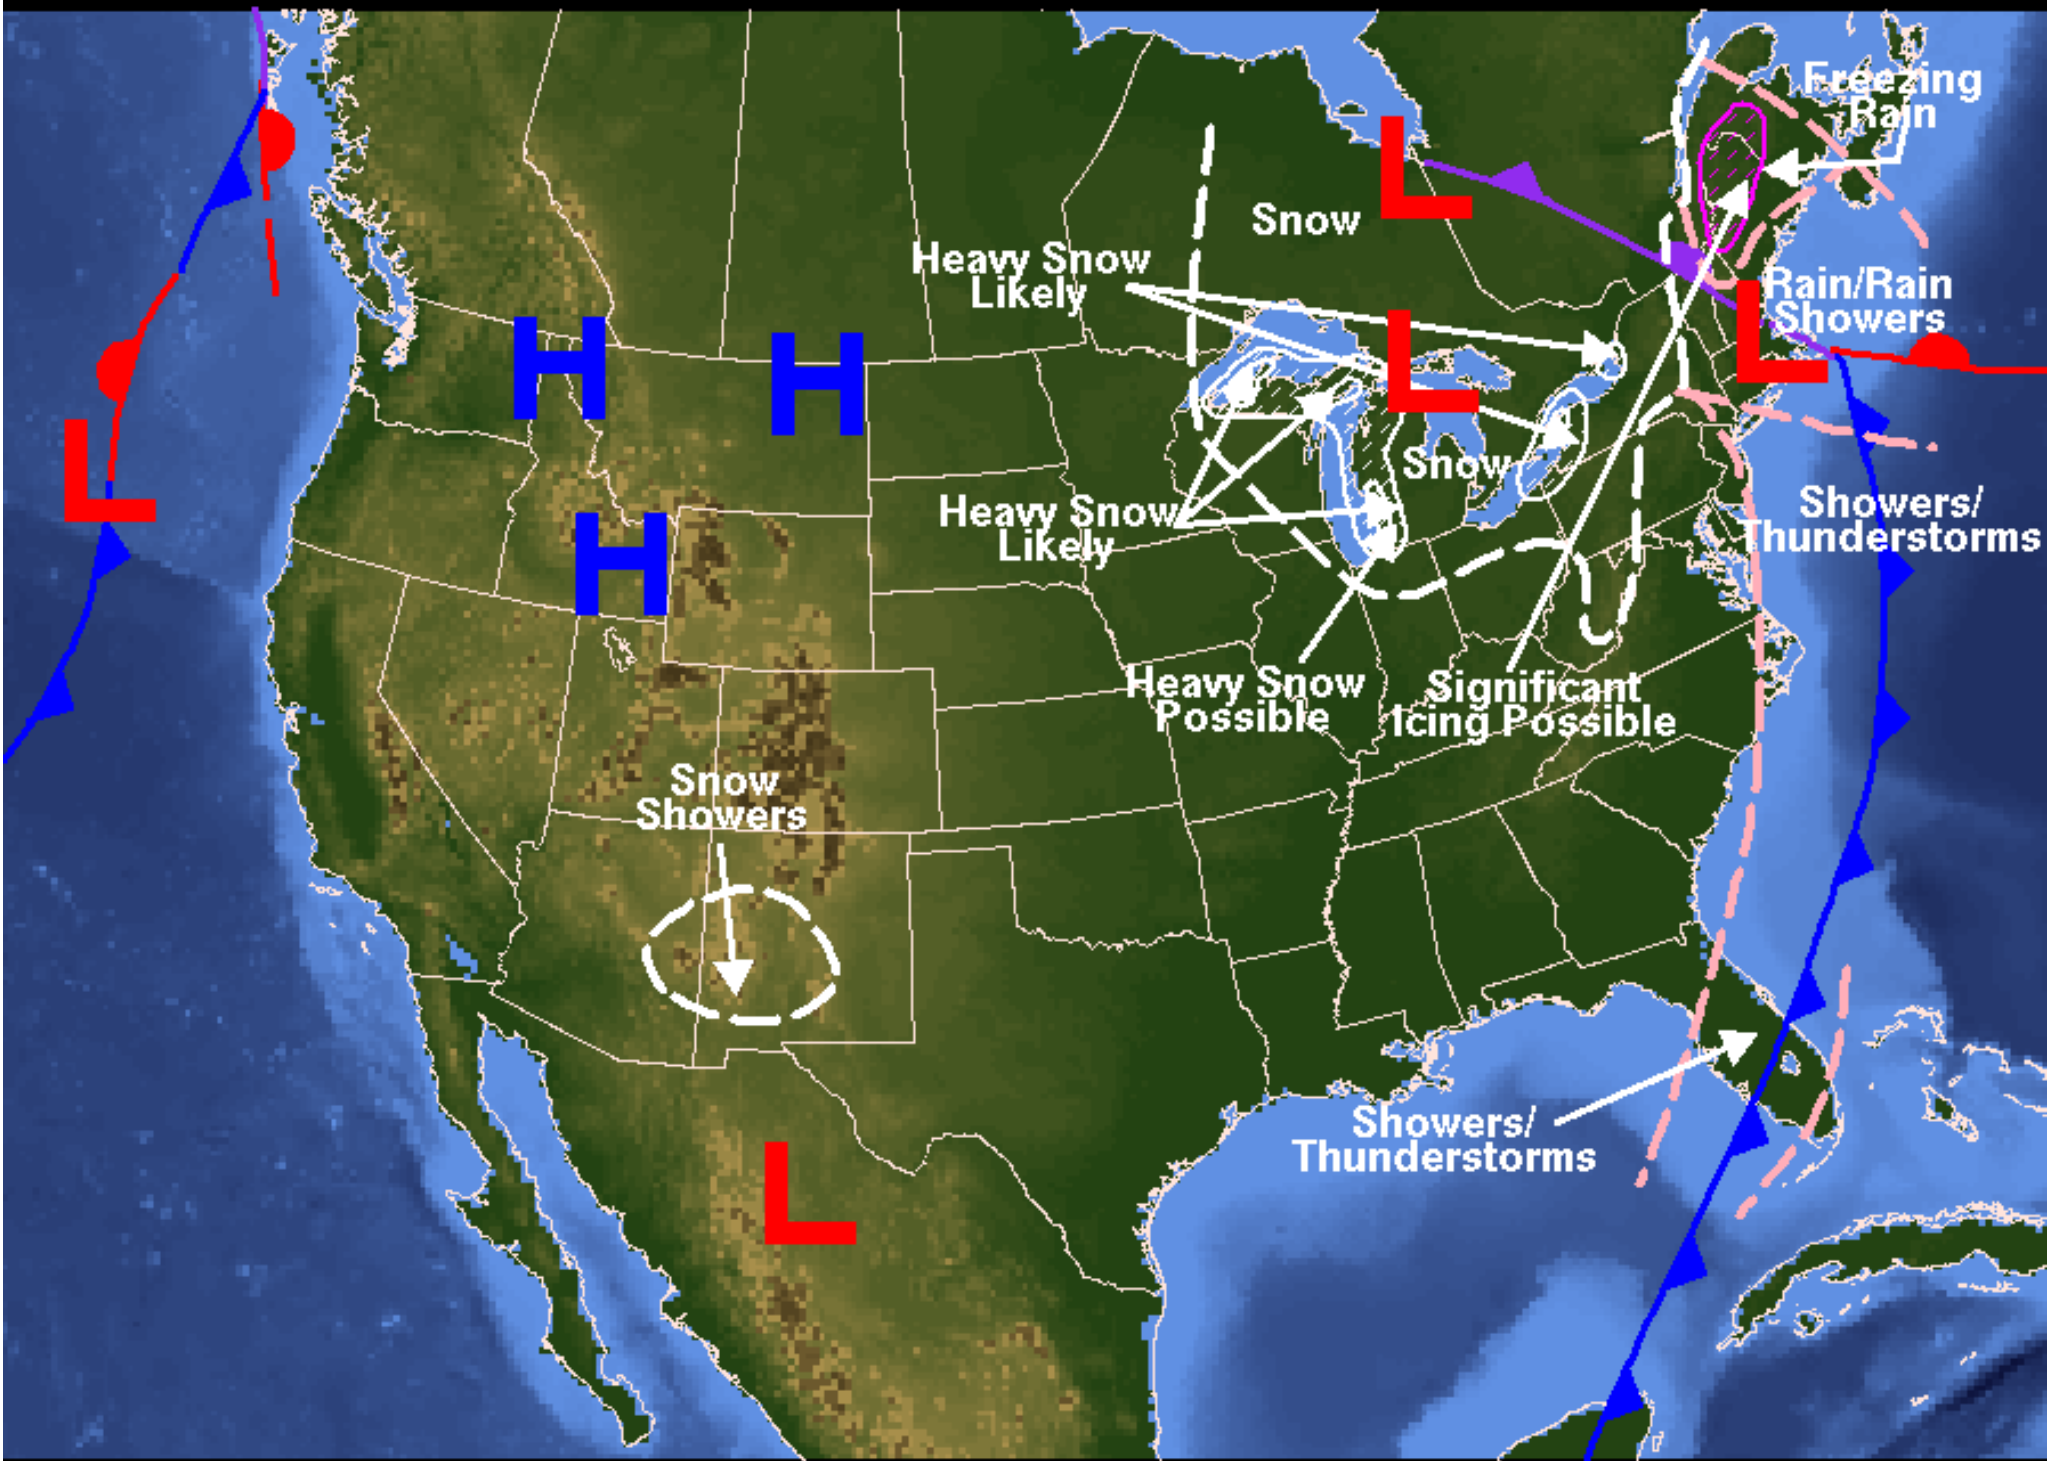 Freezing
Rain
L
Snow
Heavy Snow
Likely
Rain/Rain
Showers
L
L
H
H
L
Snow
Heavy Snow
Likely
Showers/
Thunderstorms
H
Heavy Snow
Possible
Significant
Icing Possible
Snow
Showers
Showers/
Thunderstorms
L